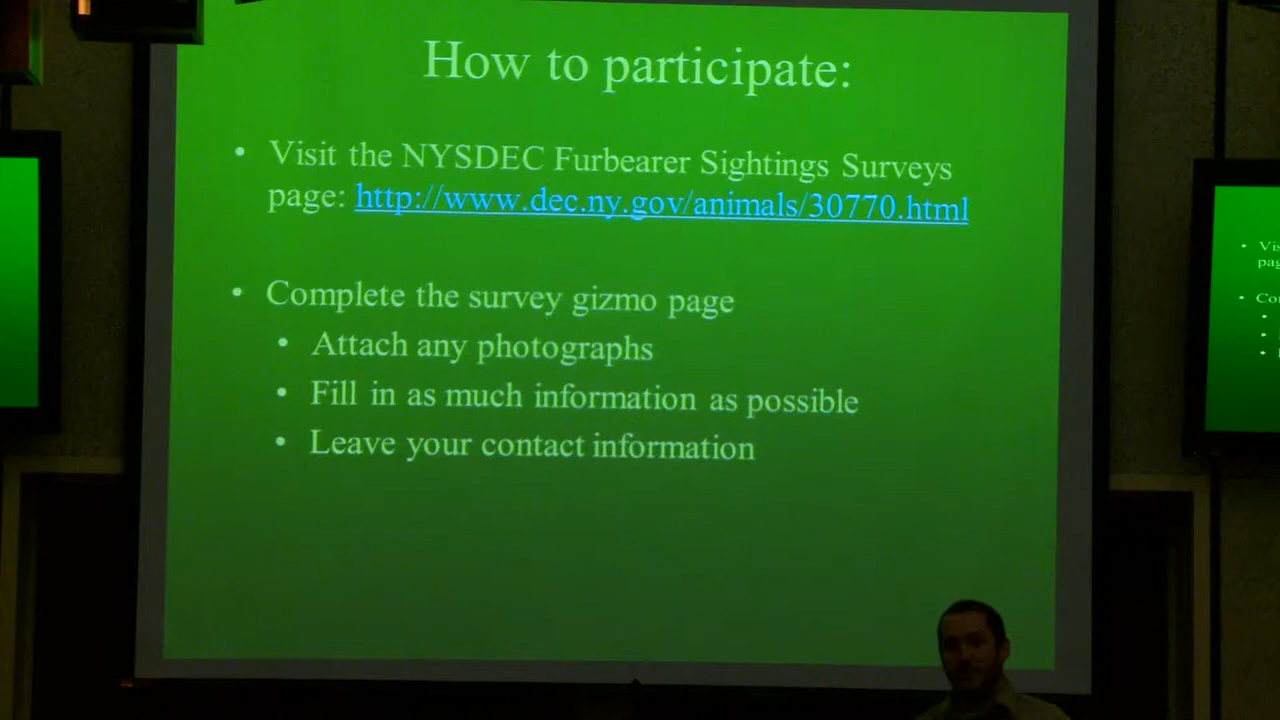 How to participate:
• Visit the NYSDEC Furbearer Sightings Surveys
page: http://www.dec.ny.gov/animals/30770.html
• Complete the survey gizmo page
• Attach any photographs
• Fill in as much information as possible
• Leave your contact information